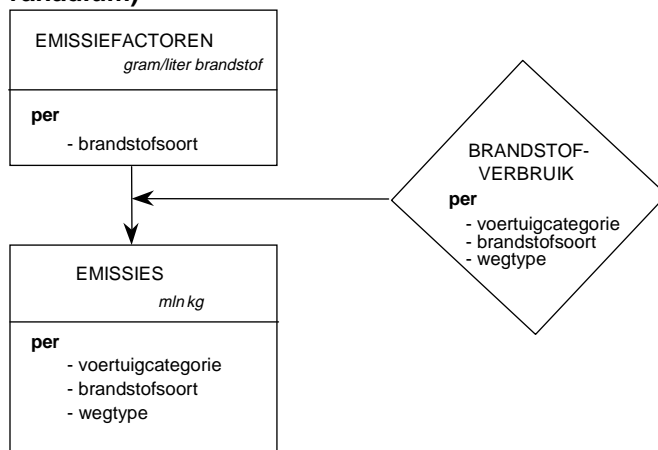 EMISSIEFACTOREN
gram/liter brandstof
per
- brandstofsoort
BRANDSTOF-
VERBRUIK
per
- voertuigcategorie
- brandstofsoort
- wegtype
EMISSIES
mln kg
per
- voertuigcategorie
- brandstofsoort
- wegtype